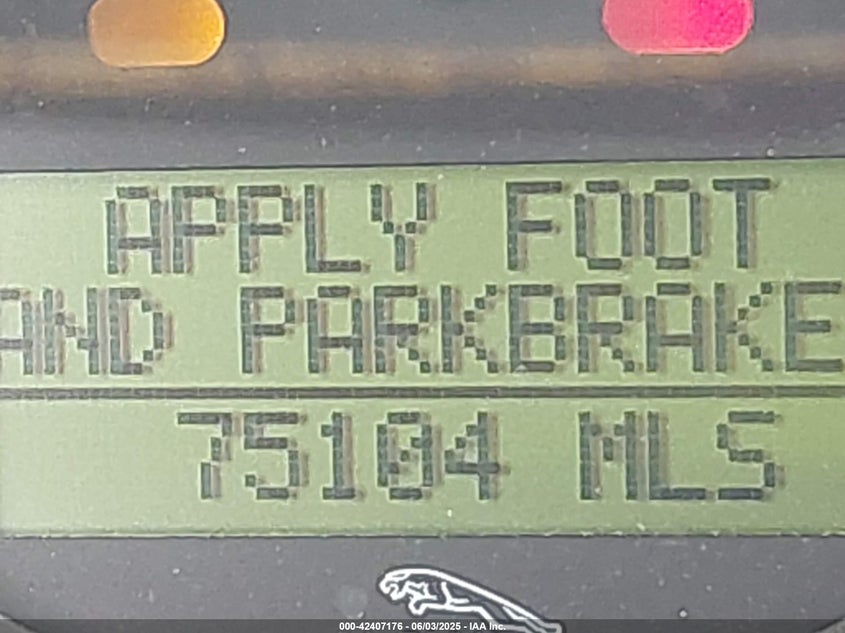 APPLY FOOT
AND PARKBRAKE
75104 MLS
000-42407176 - 06/03/2025 - IAA Inc.